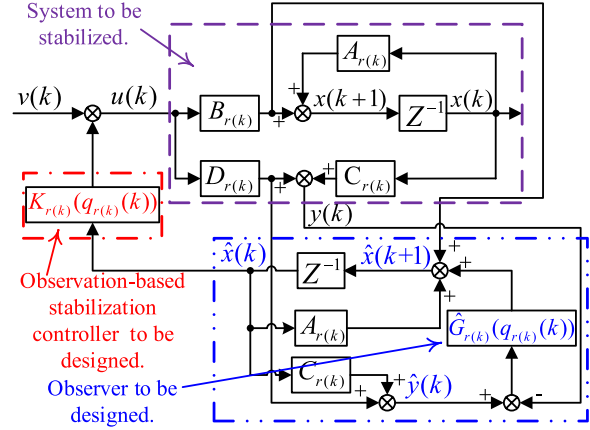 System to be
stabilized.
A_{r(k)}
+
v(k)
u(k)
B_{r(k)}
+
x(k+1)
Z^{-1}
x(k)
D_{r(k)}
+
+
C_{r(k)}
K_{r(k)}(q_{r(k)}(k))
y(k)
x̂(k)
Z^{-1}
x̂(k+1)
+
+
+
Observation-based
stabilization
controller to be
designed.
A_{r(k)}
Ĝ_{r(k)}(q_{r(k)}(k))
C_{r(k)}
+
+
ŷ(k)
+
-
Observer to be
designed.